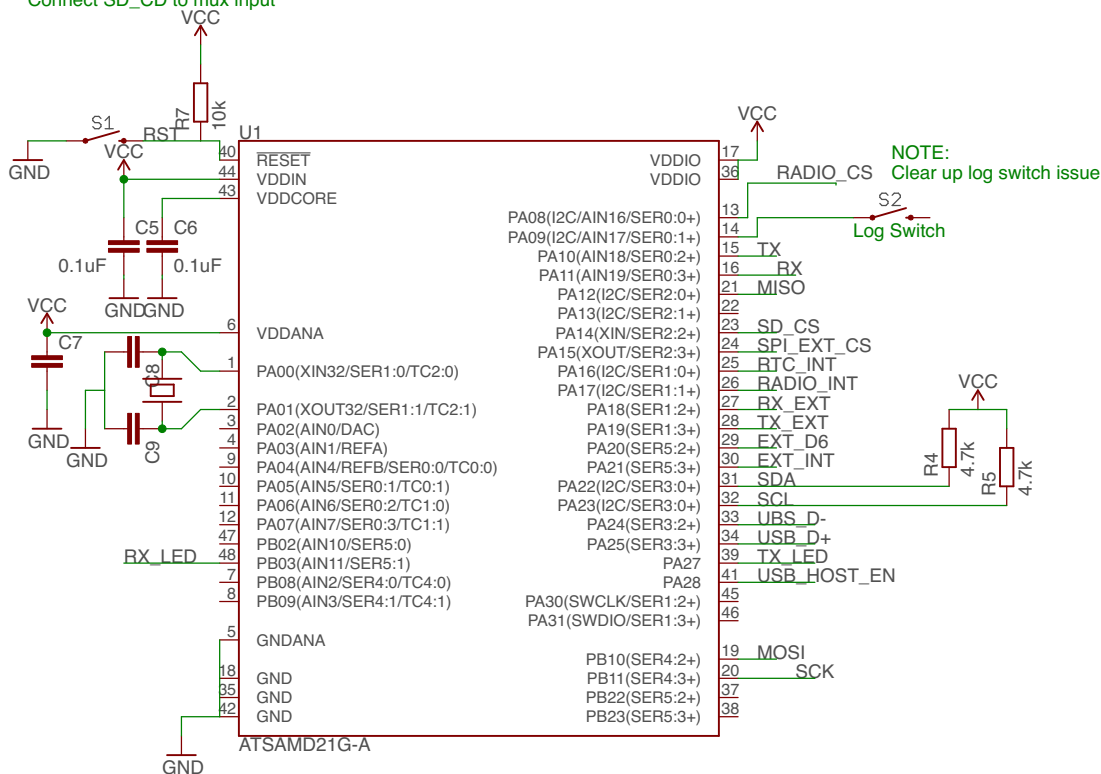 Connect SD_CD to mux input
VCC
R7
10k
S1
RST
GND
VCC
U1
40 RESET
44 VDDIN
43 VDDCORE
C5 C6
0.1uF 0.1uF
GND GND
VCC
C7
6 VDDANA
C8
1 PA00(XIN32/SER1:0/TC2:0)
2 PA01(XOUT32/SER1:1/TC2:1)
C9
GND
GND
3 PA02(AIN0/DAC)
4 PA03(AIN1/REFA)
9 PA04(AIN4/REFB/SER0:0/TC0:0)
10 PA05(AIN5/SER0:1/TC0:1)
11 PA06(AIN6/SER0:2/TC1:0)
12 PA07(AIN7/SER0:3/TC1:1)
47 PB02(AIN10/SER5:0)
RX_LED 48 PB03(AIN11/SER5:1)
7 PB08(AIN2/SER4:0/TC4:0)
8 PB09(AIN3/SER4:1/TC4:1)
5 GNDANA
18 GND
35 GND
42 GND
GND
ATSAMD21G-A
VCC
VDDIO 17
VDDIO 36
PA08(I2C/AIN16/SER0:0+) 13 RADIO_CS
PA09(I2C/AIN17/SER0:1+) 14
NOTE:
Clear up log switch issue
S2
Log Switch
PA10(AIN18/SER0:2+) 15 TX
PA11(AIN19/SER0:3+) 16 RX
PA12(I2C/SER2:0+) 21 MISO
PA13(I2C/SER2:1+) 22
PA14(XIN/SER2:2+) 23 SD_CS
PA15(XOUT/SER2:3+) 24 SPI_EXT_CS
PA16(I2C/SER1:0+) 25 RTC_INT
PA17(I2C/SER1:1+) 26 RADIO_INT
PA18(SER1:2+) 27 RX_EXT
PA19(SER1:3+) 28 TX_EXT
PA20(SER5:2+) 29 EXT_D6
PA21(SER5:3+) 30 EXT_INT
PA22(I2C/SER3:0+) 31 SDA
PA23(I2C/SER3:0+) 32 SCL
PA24(SER3:2+) 33 UBS_D-
PA25(SER3:3+) 34 USB_D+
PA27 39 TX_LED
PA28 41 USB_HOST_EN
PA30(SWCLK/SER1:2+) 45
PA31(SWDIO/SER1:3+) 46
PB10(SER4:2+) 19 MOSI
PB11(SER4:3+) 20 SCK
PB22(SER5:2+) 37
PB23(SER5:3+) 38
VCC
R4
4.7k
R5
4.7k